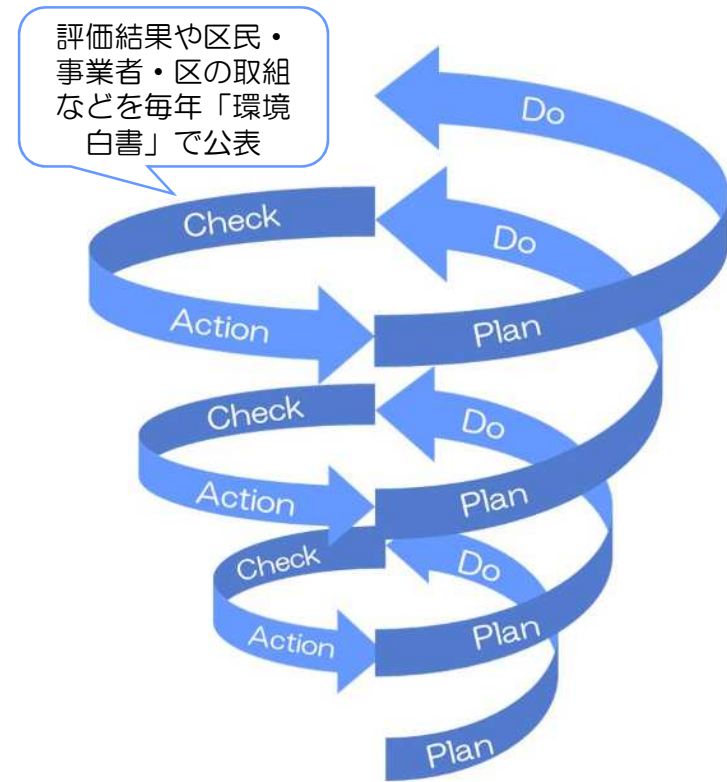 評価結果や区民・
事業者・区の取組
などを毎年「環境
白書」で公表
Do
Check
Do
Action
Plan
Check
Do
Action
Plan
Check
Do
Action
Plan
Plan